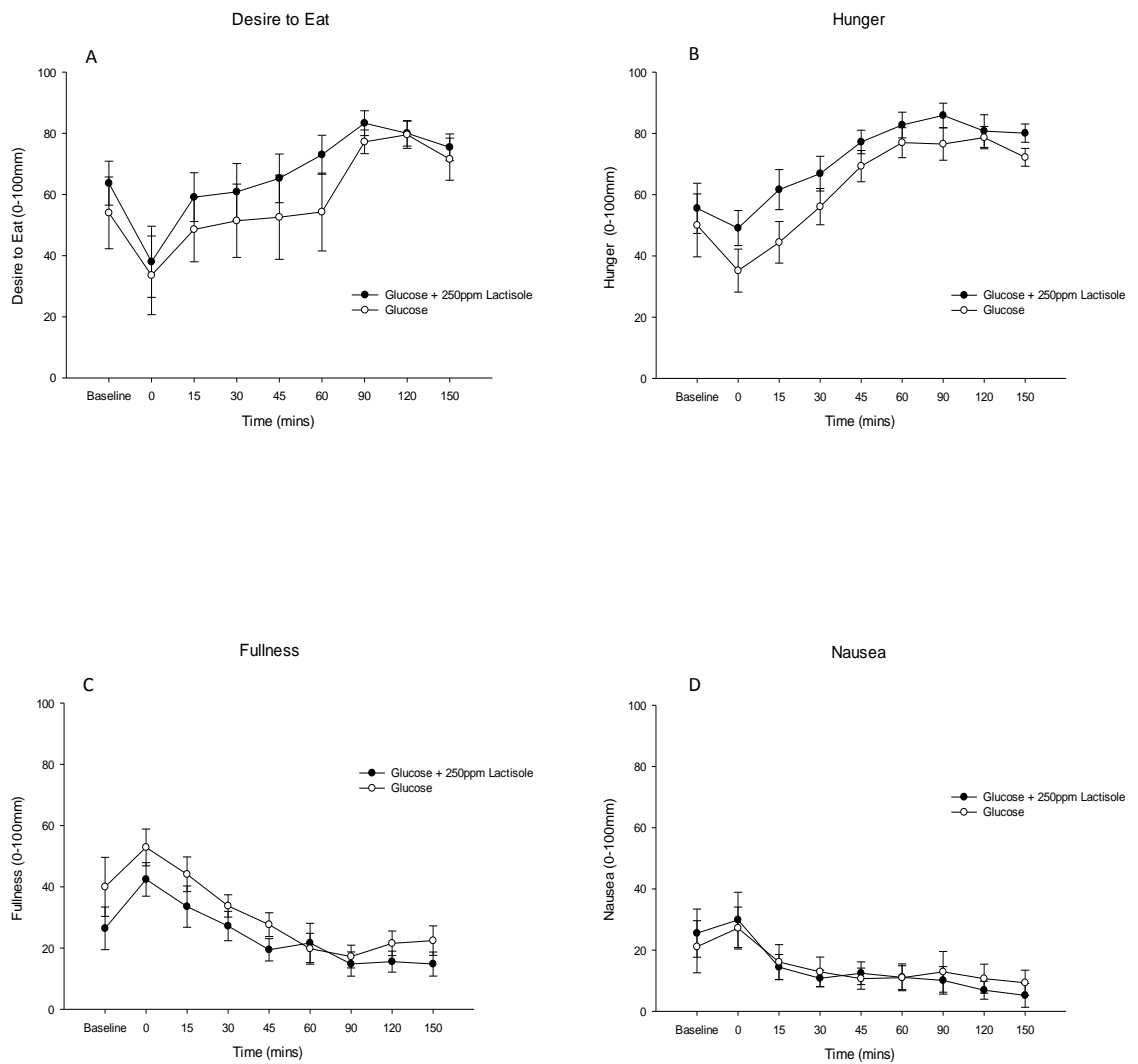 Desire to Eat
A
100
80
60
40
20
0
Desire to Eat (0-100mm)
Glucose + 250ppm Lactisole
Glucose
Baseline 0 15 30 45 60 90 120 150
Time (mins)
Hunger
B
100
80
60
40
20
0
Hunger (0-100mm)
Glucose + 250ppm Lactisole
Glucose
Baseline 0 15 30 45 60 90 120 150
Time (mins)
Fullness
C
100
80
60
40
20
0
Fullness (0-100mm)
Glucose + 250ppm Lactisole
Glucose
Baseline 0 15 30 45 60 90 120 150
Time (mins)
Nausea
D
100
80
60
40
20
0
Nausea (0-100mm)
Glucose + 250ppm Lactisole
Glucose
Baseline 0 15 30 45 60 90 120 150
Time (mins)